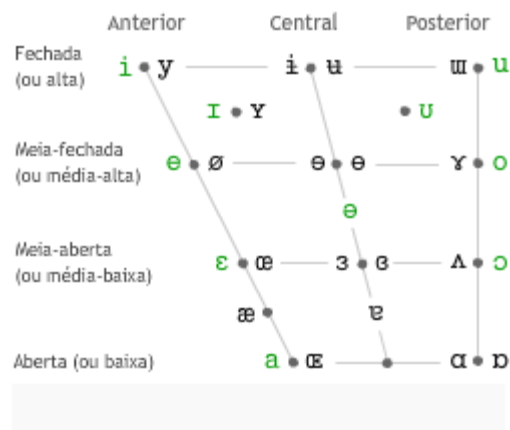 Anterior Central Posterior
Fechada
(ou alta)
i y ɨ ʉ ɯ u
ɪ ʏ ʊ
Meia-fechada
(ou média-alta)
e ø ɘ ɵ ɤ o
ə
Meia-aberta
(ou média-baixa)
ɛ œ ɜ ɞ ʌ ɔ
æ ɐ
Aberta (ou baixa)
a ɶ ɑ ɒ